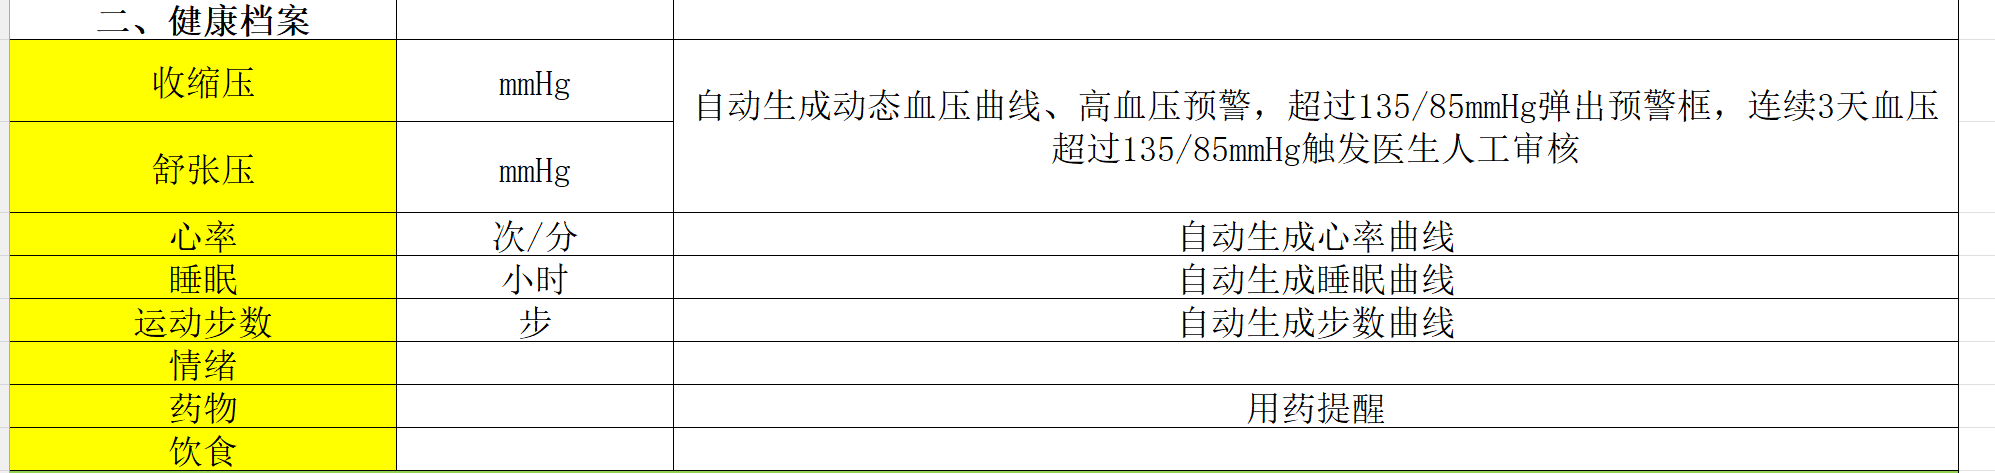 二、健康档案
收缩压 mmHg
自动生成动态血压曲线、高血压预警，超过135/85mmHg弹出预警框，连续3天血压
超过135/85mmHg触发医生人工审核
舒张压 mmHg
心率 次/分 自动生成心率曲线
睡眠 小时 自动生成睡眠曲线
运动步数 步 自动生成步数曲线
情绪
药物 用药提醒
饮食